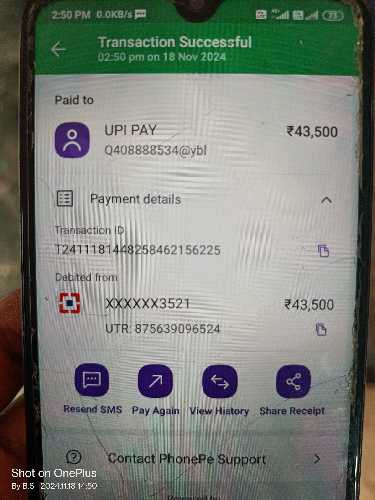 2:50 PM 0.0KB/s
73
Transaction Successful
02:50 pm on 18 Nov 2024
Paid to
UPI PAY ₹43,500
Q408888534@ybl
Payment details
Transaction ID
T2411181448258462156225
Debited from
XXXXXX3521 ₹43,500
UTR: 875639096524
Resend SMS Pay Again View History Share Receipt
Contact PhonePe Support
Shot on OnePlus
By B.S 2024.11.18 14:50